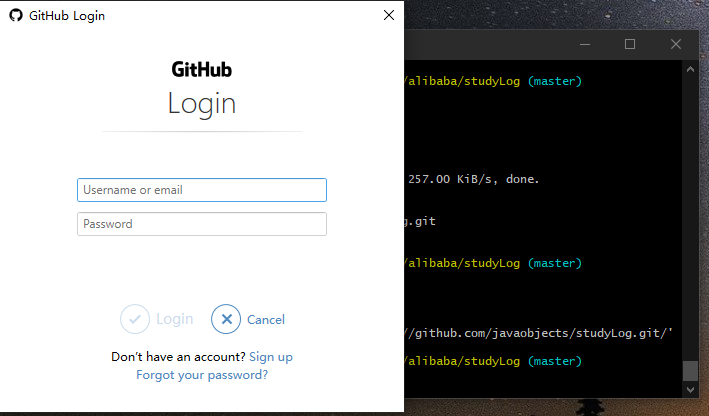 GitHub Login
GitHub
Login
Username or email
Password
Login
Cancel
Don't have an account? Sign up
Forgot your password?
/alibaba/studyLog (master)
257.00 KiB/s, done.
g.git
/alibaba/studyLog (master)
//github.com/javaobjects/studyLog.git/'
/alibaba/studyLog (master)